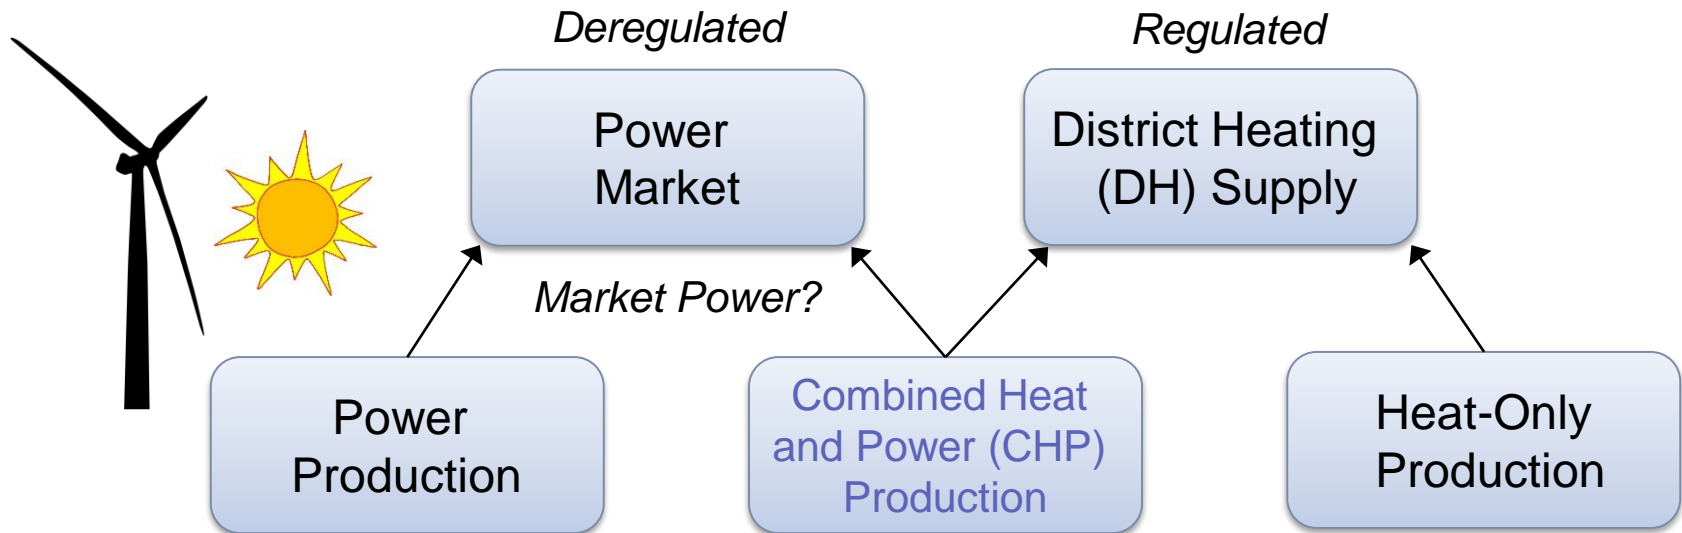 Deregulated
Regulated
Power
Market
District Heating
(DH) Supply
Market Power?
Power
Production
Combined Heat
and Power (CHP)
Production
Heat-Only
Production